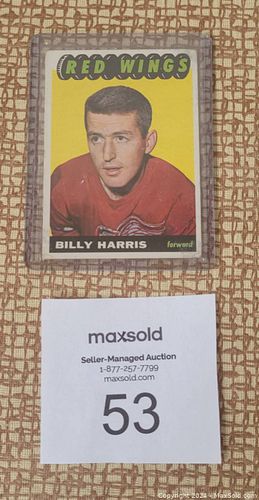 RED WINGS
BILLY HARRIS forward
maxsold
Seller-Managed Auction
1-877-257-7799
maxsold.com
53
Copyright 2024 - MaxSold.com